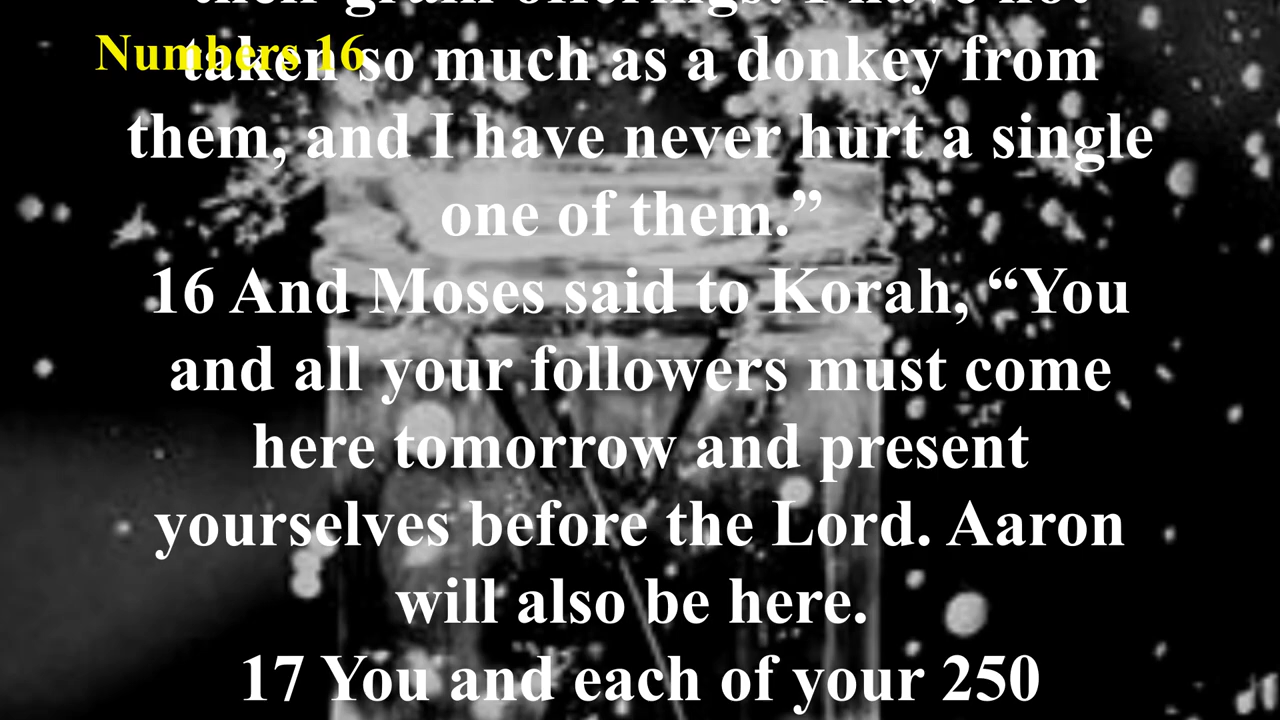 their grain offerings! I have not
Numbers 16
taken so much as a donkey from
them, and I have never hurt a single
one of them.”
16 And Moses said to Korah, “You
and all your followers must come
here tomorrow and present
yourselves before the Lord. Aaron
will also be here.
17 You and each of your 250